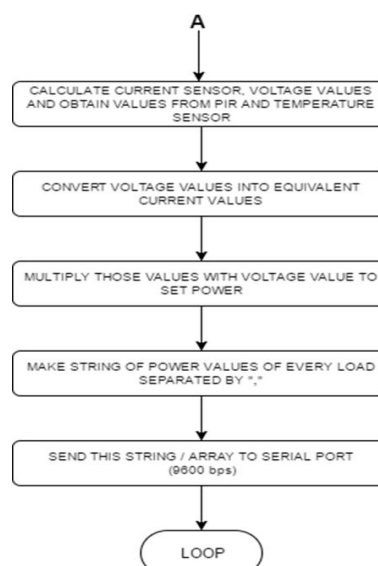 A
CALCULATE CURRENT SENSOR, VOLTAGE VALUES
AND OBTAIN VALUES FROM PIR AND TEMPERATURE
SENSOR
CONVERT VOLTAGE VALUES INTO EQUIVALENT
CURRENT VALUES
MULTIPLY THOSE VALUES WITH VOLTAGE VALUE TO
SET POWER
MAKE STRING OF POWER VALUES OF EVERY LOAD
SEPARATED BY ","
SEND THIS STRING / ARRAY TO SERIAL PORT
(9600 bps)
LOOP